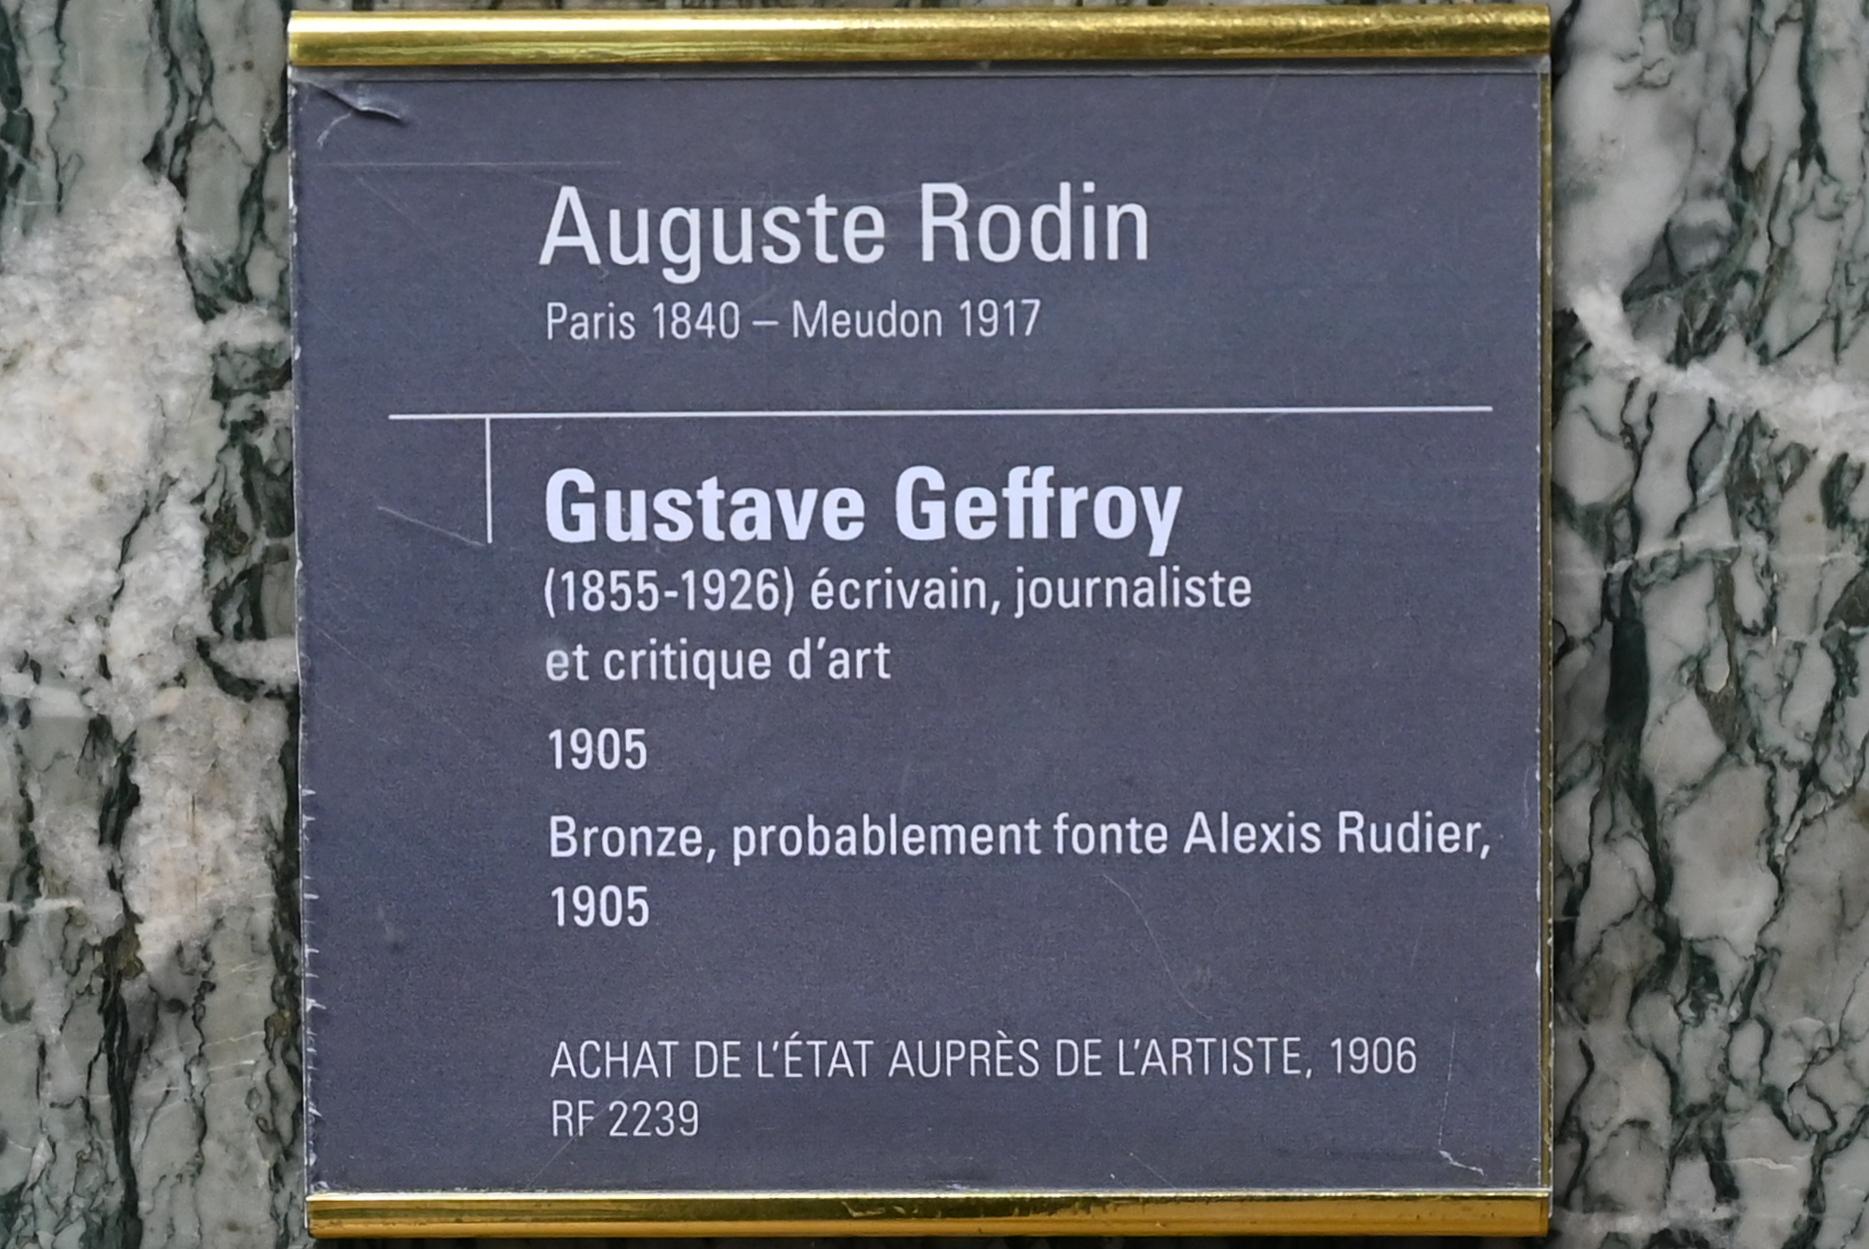 Auguste Rodin
Paris 1840 – Meudon 1917
Gustave Geffroy
(1855-1926) écrivain, journaliste
et critique d’art
1905
Bronze, probablement fonte Alexis Rudier,
1905
ACHAT DE L’ÉTAT AUPRÈS DE L’ARTISTE, 1906
RF 2239